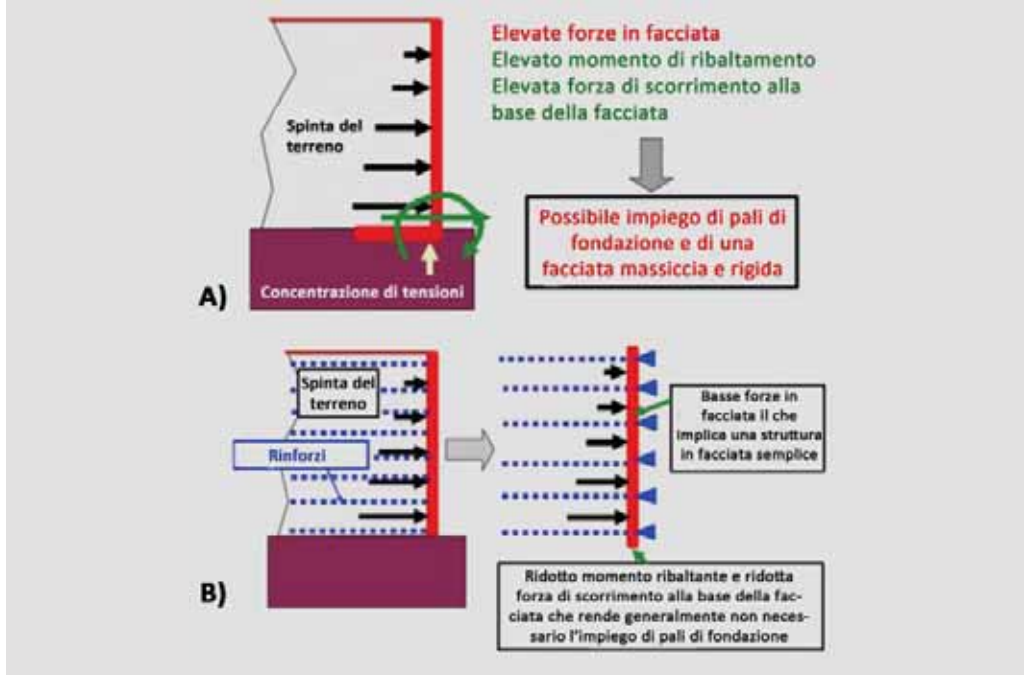 Elevate forze in facciata
Elevato momento di ribaltamento
Elevata forza di scorrimento alla
base della facciata
Spinta del
terreno
Possibile impiego di pali di
fondazione e di una
facciata massiccia e rigida
Concentrazione di tensioni
A)
Spinta del
terreno
Rinforzi
Basse forze in
facciata il che
implica una struttura
in facciata semplice
B)
Ridotto momento ribaltante e ridotta
forza di scorrimento alla base della fac-
ciata che rende generalmente non neces-
sario l'impiego di pali di fondazione